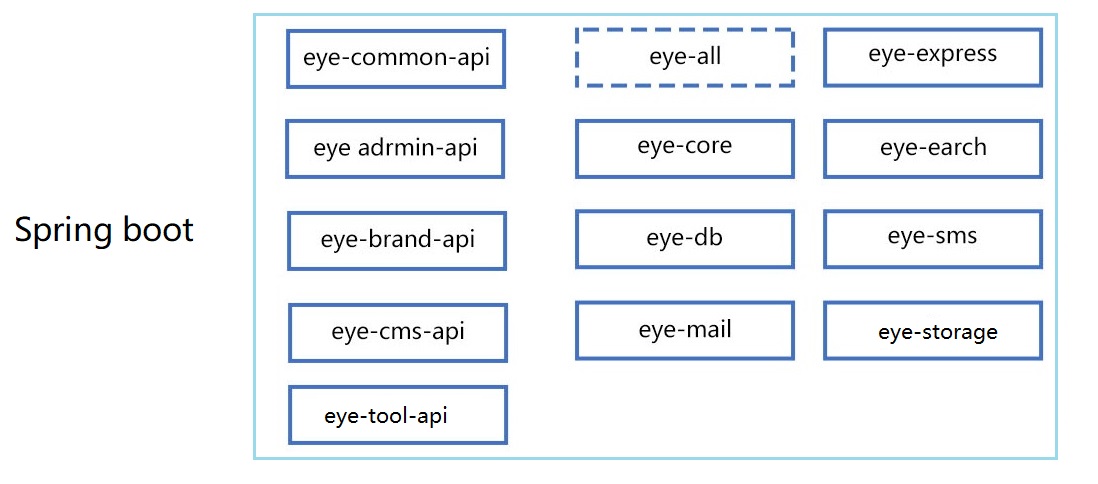 Spring boot
eye-common-api
eye adrmin-api
eye-brand-api
eye-cms-api
eye-tool-api
eye-all
eye-core
eye-db
eye-mail
eye-express
eye-earch
eye-sms
eye-storage